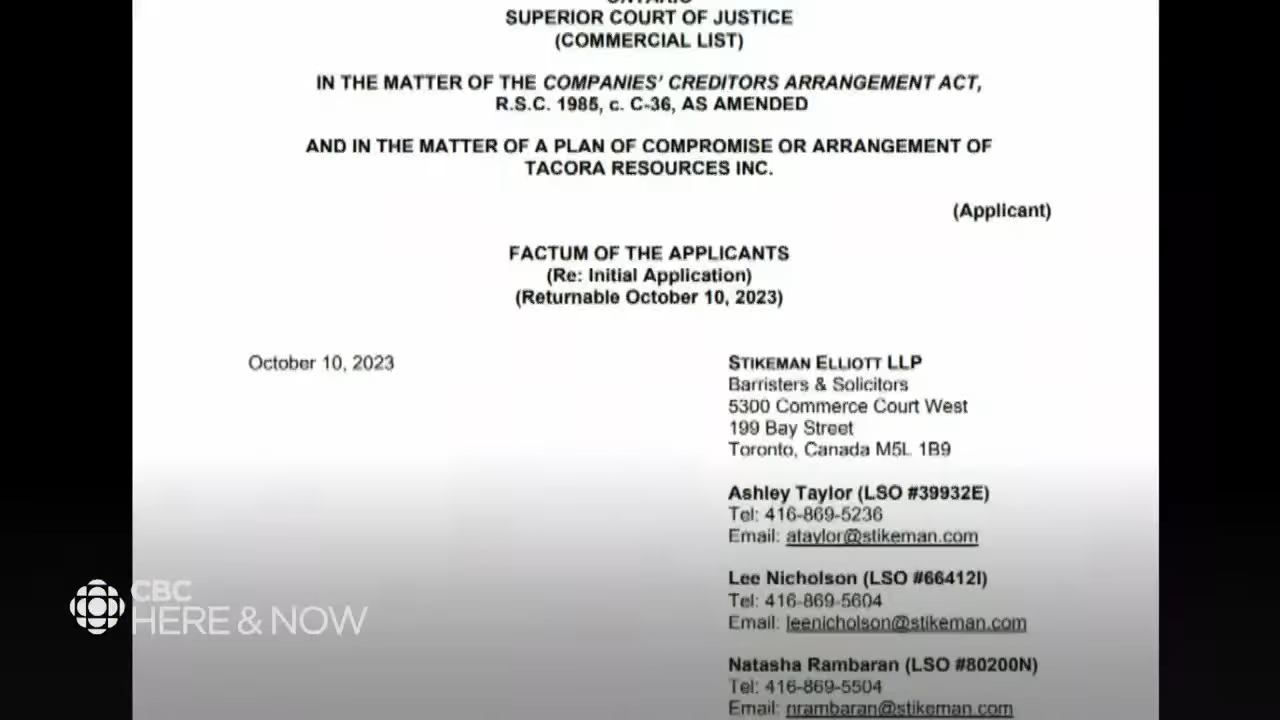 ONTARIO
SUPERIOR COURT OF JUSTICE
(COMMERCIAL LIST)
IN THE MATTER OF THE COMPANIES' CREDITORS ARRANGEMENT ACT,
R.S.C. 1985, c. C-36, AS AMENDED
AND IN THE MATTER OF A PLAN OF COMPROMISE OR ARRANGEMENT OF
TACORA RESOURCES INC.
(Applicant)
FACTUM OF THE APPLICANTS
(Re: Initial Application)
(Returnable October 10, 2023)
October 10, 2023
STIKEMAN ELLIOTT LLP
Barristers & Solicitors
5300 Commerce Court West
199 Bay Street
Toronto, Canada M5L 1B9
Ashley Taylor (LSO #39932E)
Tel: 416-869-5236
Email: ataylor@stikeman.com
Lee Nicholson (LSO #66412I)
Tel: 416-869-5604
Email: leenicholson@stikeman.com
Natasha Rambaran (LSO #80200N)
Tel: 416-869-5504
Email: nrambaran@stikeman.com
CBC
HERE & NOW